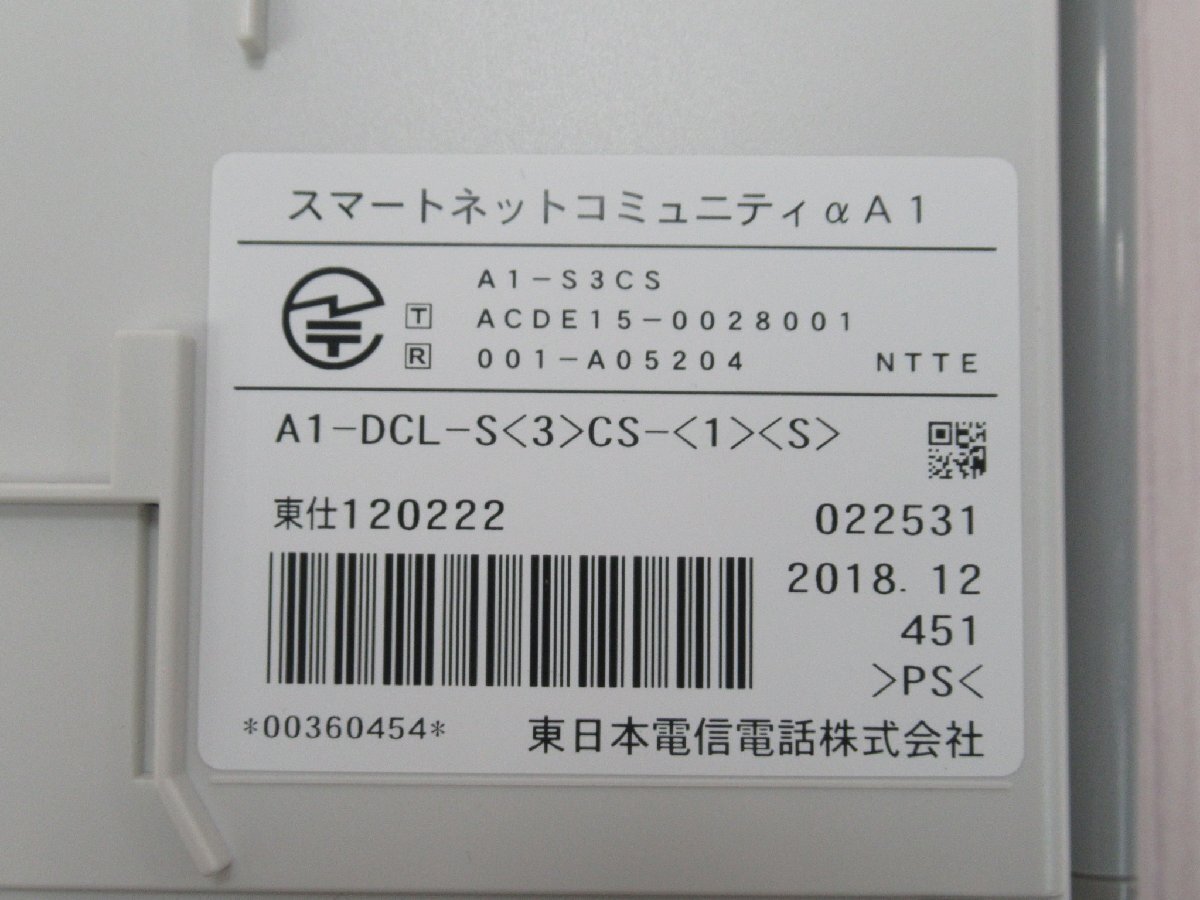 スマートネットコミュニティαA1
A1-S3CS
T ACDE15-0028001
R 001-A05204 NTTE
A1-DCL-S<3>CS-<1><S>
東仕120222 022531
2018.12
451
>PS<
*00360454* 東日本電信電話株式会社